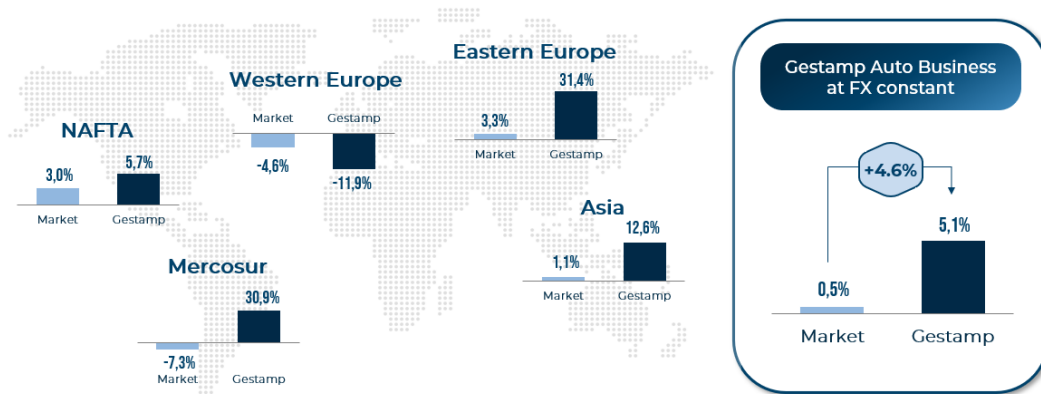 NAFTA
3,0%
5,7%
Market
Gestamp
Western Europe
Market
Gestamp
-4,6%
-11,9%
Eastern Europe
31,4%
3,3%
Market
Gestamp
Mercosur
30,9%
-7,3%
Market
Gestamp
Asia
12,6%
1,1%
Market
Gestamp
Gestamp Auto Business
at FX constant
+4.6%
5,1%
0,5%
Market
Gestamp